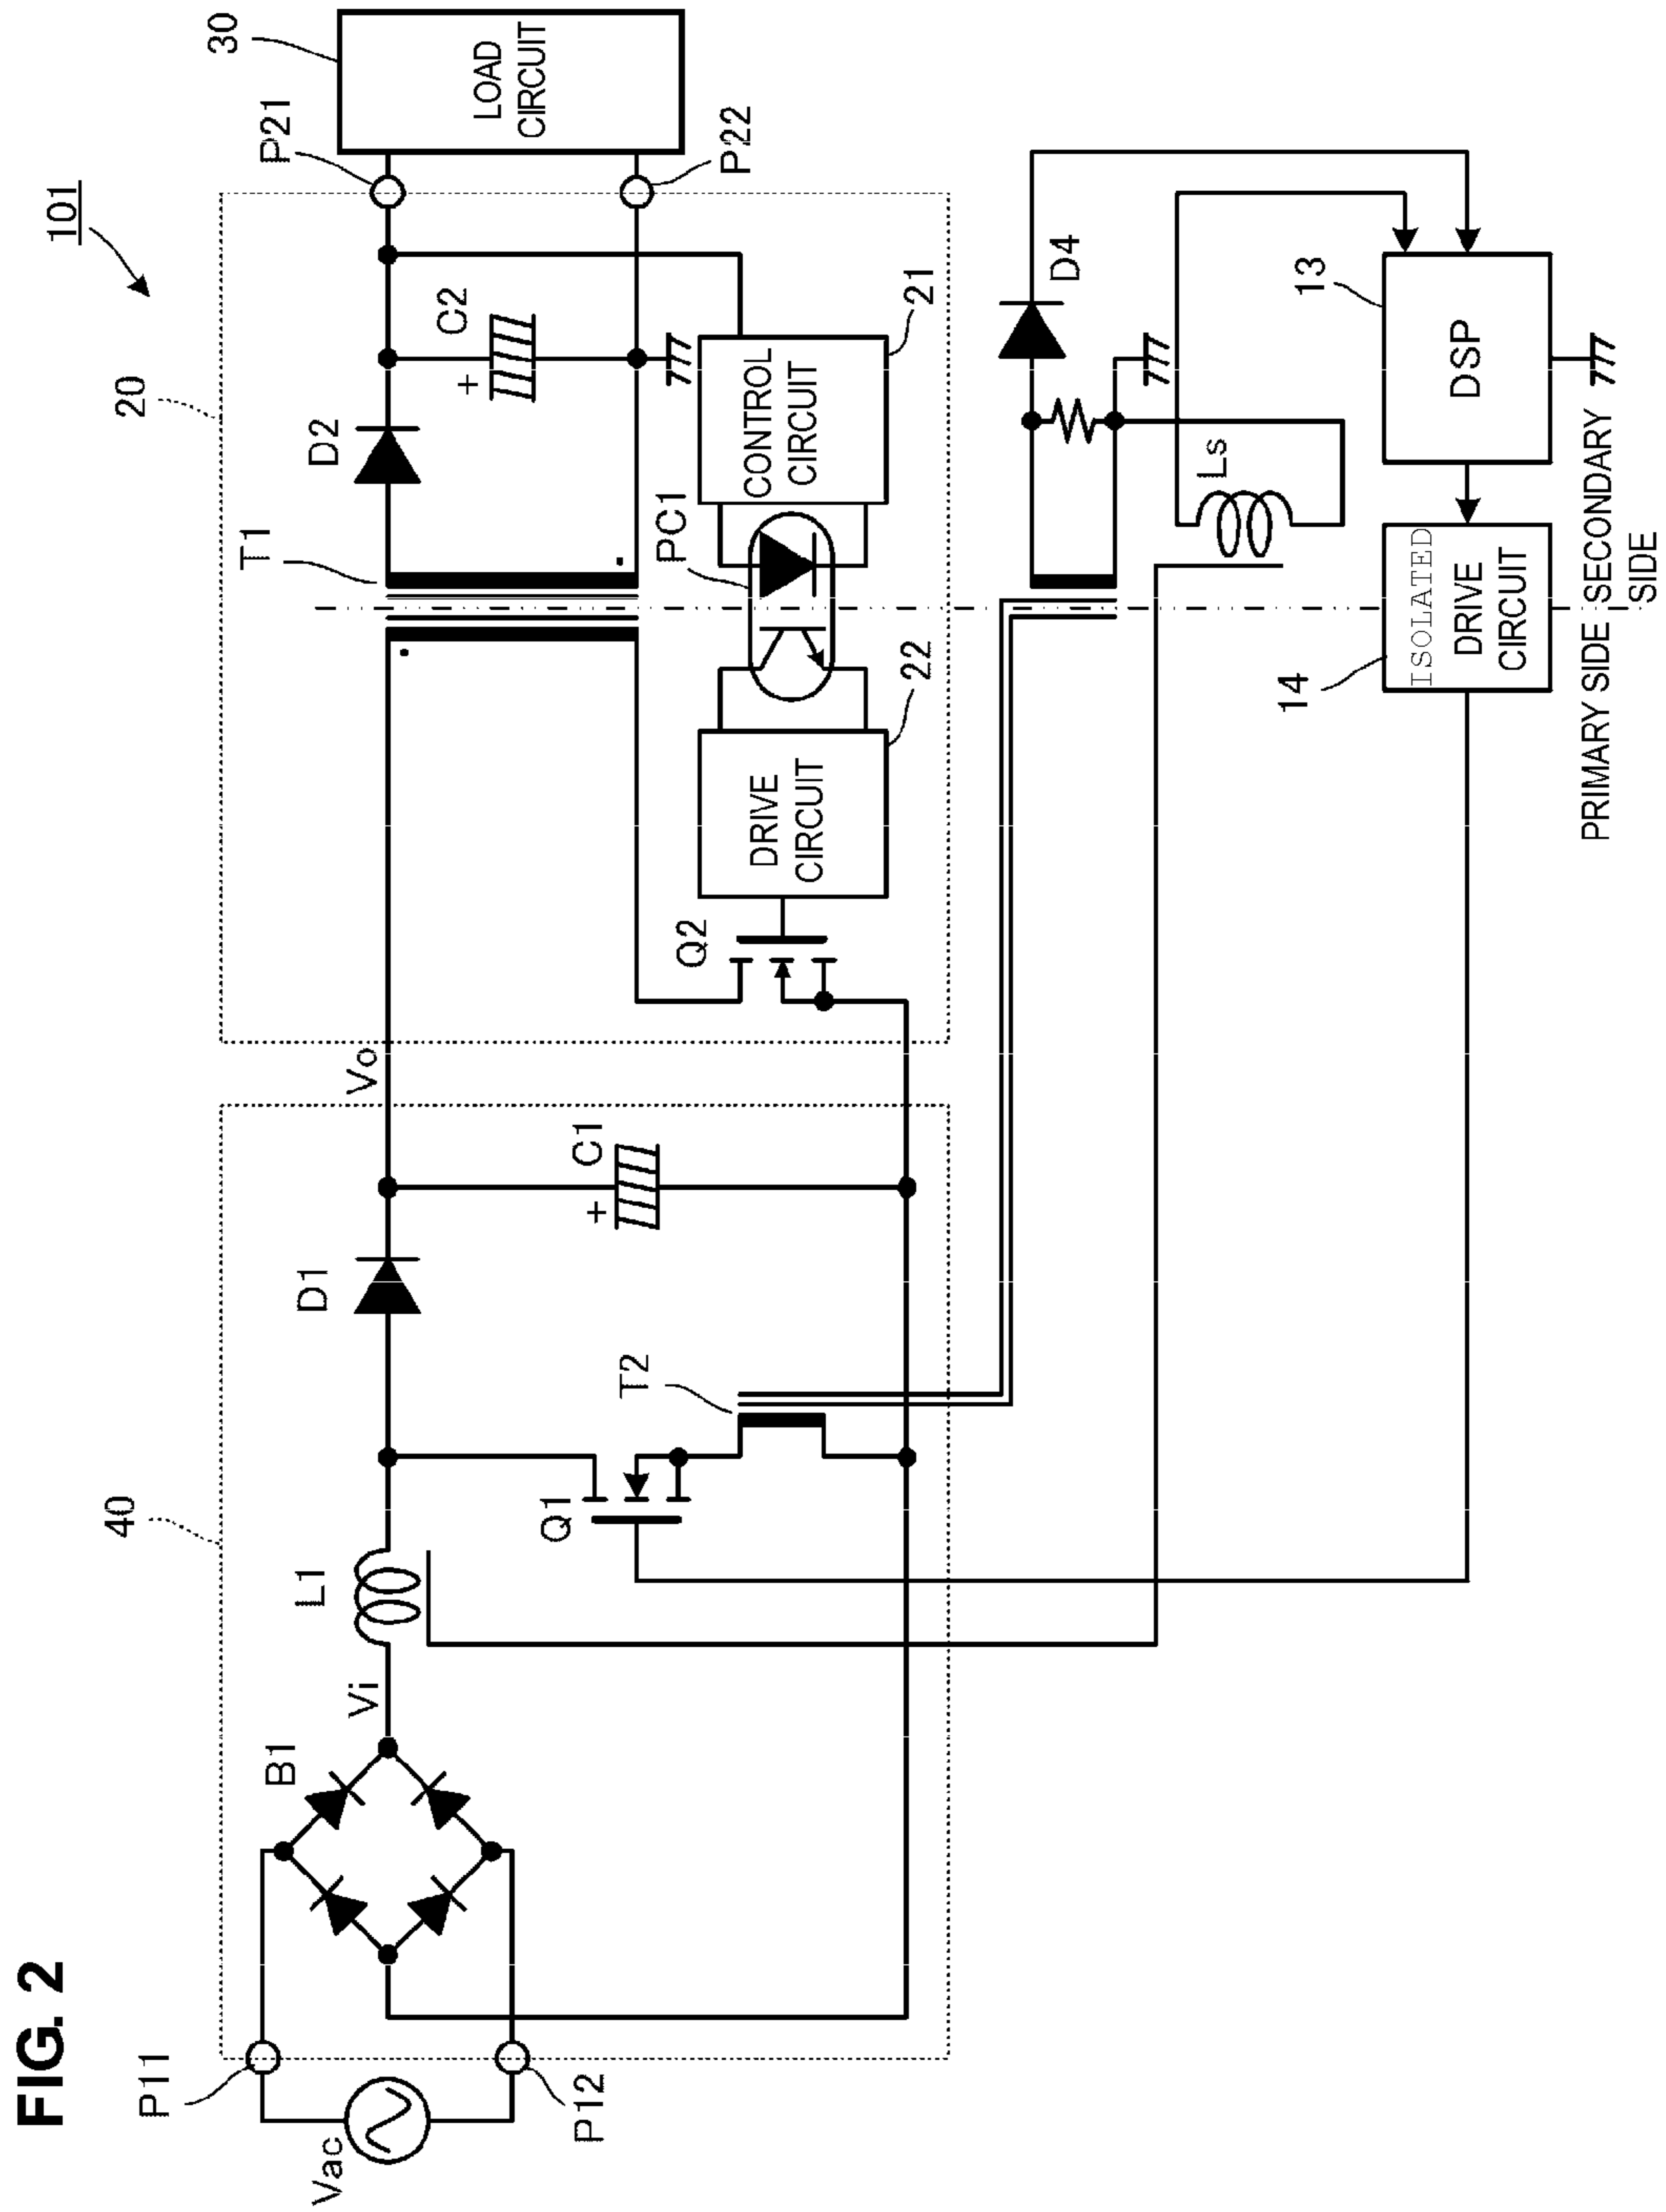 FIG. 2
101
40
20
30
P11
P12
Vac
B1
Vi
L1
D1
Q1
T2
C1
+
Vo
T1
D2
C2
+
P21
P22
LOAD
CIRCUIT
Q2
DRIVE
CIRCUIT
22
PC1
CONTROL
CIRCUIT
21
D4
Ls
13
DSP
14
ISOLATED
DRIVE
CIRCUIT
PRIMARY SIDE
SECONDARY
SIDE